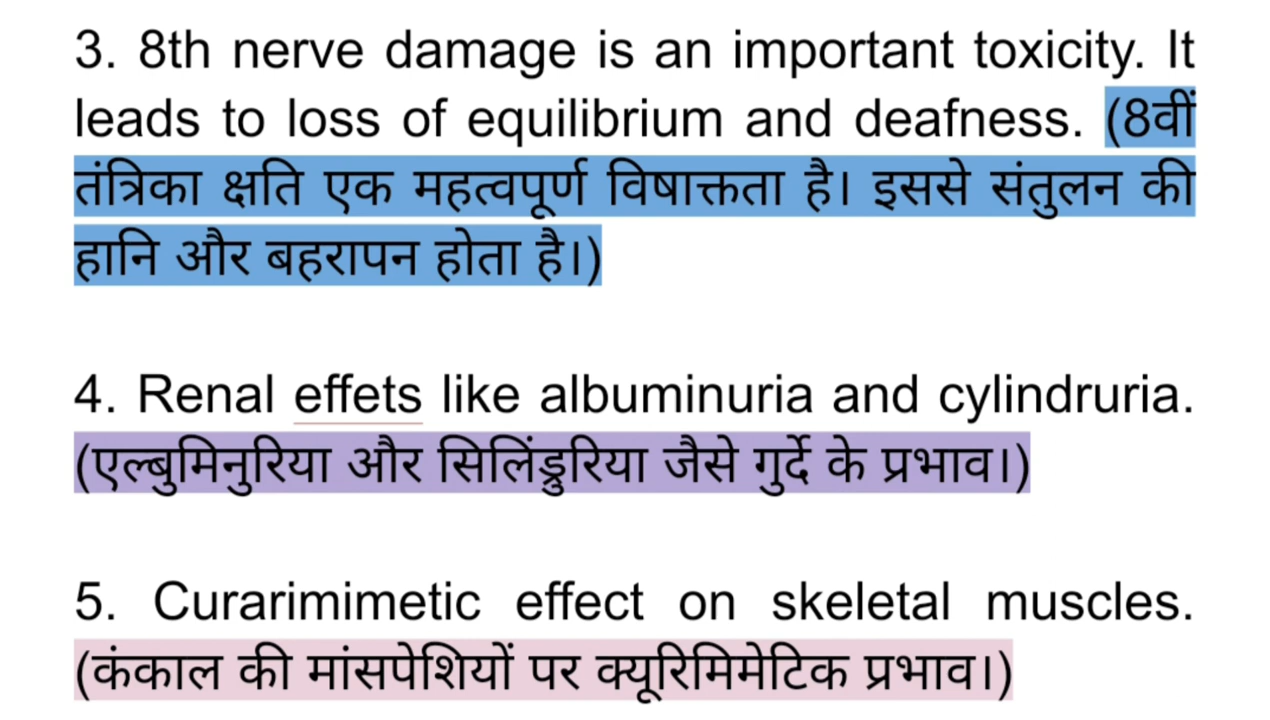 3. 8th nerve damage is an important toxicity. It
leads to loss of equilibrium and deafness. (8वीं
तंत्रिका क्षति एक महत्वपूर्ण विषाक्तता है। इससे संतुलन की
हानि और बहरापन होता है।)
4. Renal effets like albuminuria and cylindruria.
(एल्बुमिनुरिया और सिलिंड्रुरिया जैसे गुर्दे के प्रभाव।)
5. Curarimimetic effect on skeletal muscles.
(कंकाल की मांसपेशियों पर क्यूरिमिमेटिक प्रभाव।)